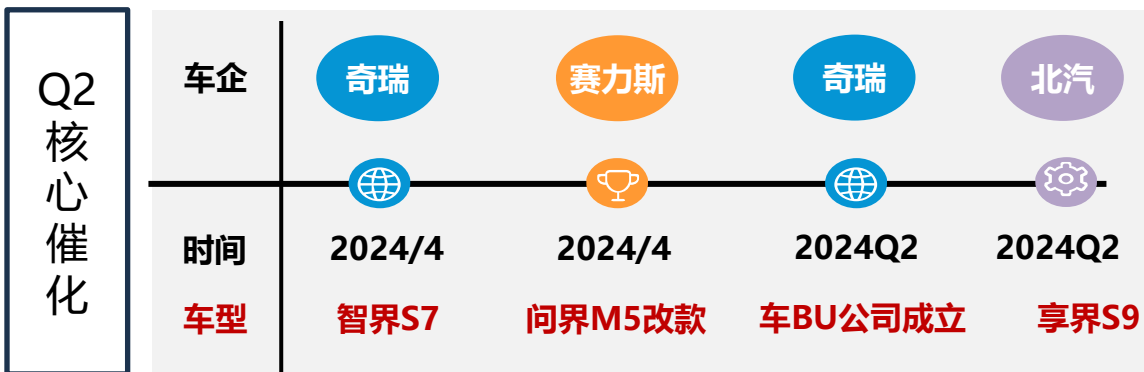 Q2
核
心
催
化
车企 奇瑞 赛力斯 奇瑞 北汽
时间 2024/4 2024/4 2024Q2 2024Q2
车型 智界S7 问界M5改款 车BU公司成立 享界S9